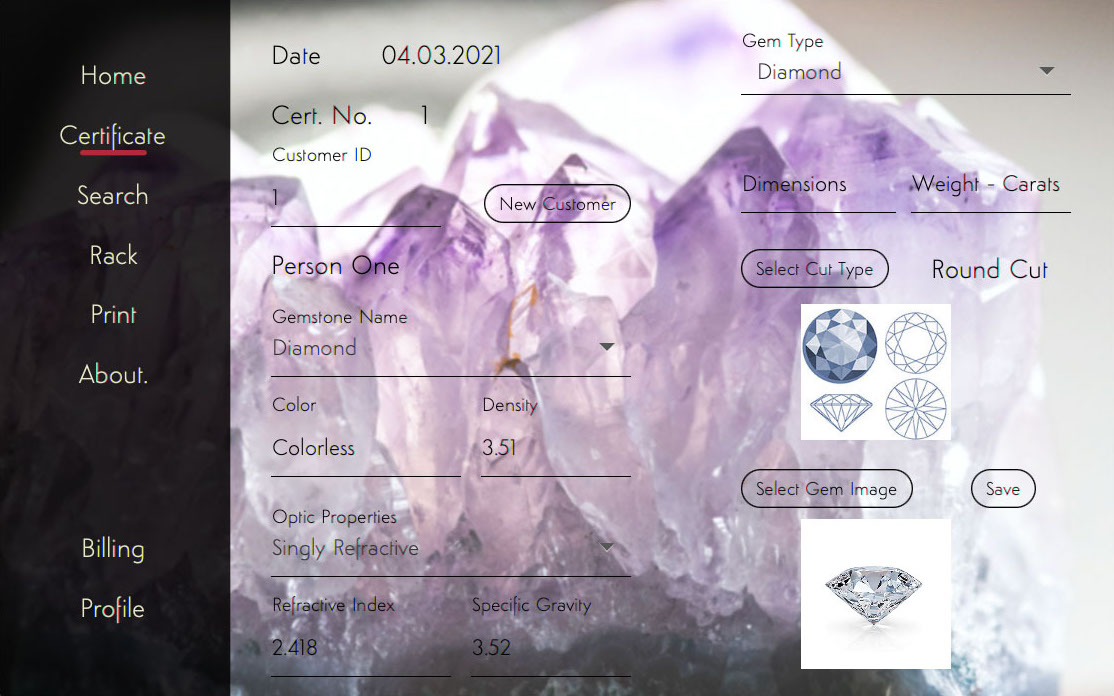 Home
Certificate
Search
Rack
Print
About.
Billing
Profile
Date 04.03.2021
Cert. No. 1
Customer ID
1 New Customer
Person One
Gemstone Name
Diamond
Color Density
Colorless 3.51
Optic Properties
Singly Refractive
Refractive Index Specific Gravity
2.418 3.52
Gem Type
Diamond
Dimensions Weight - Carats
Select Cut Type Round Cut
Select Gem Image Save